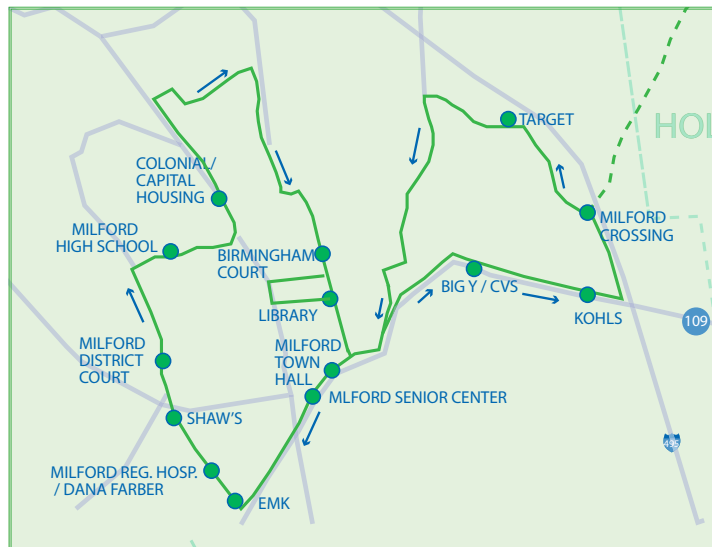 TARGET
HOL
COLONIAL/
CAPITAL
HOUSING
MILFORD
HIGH SCHOOL
MILFORD
CROSSING
BIRMINGHAM
COURT
BIG Y / CVS
LIBRARY
KOHLS
109
MILFORD
DISTRICT
COURT
MILFORD
TOWN
HALL
MLFORD SENIOR CENTER
SHAW'S
495
MILFORD REG. HOSP.
/ DANA FARBER
EMK